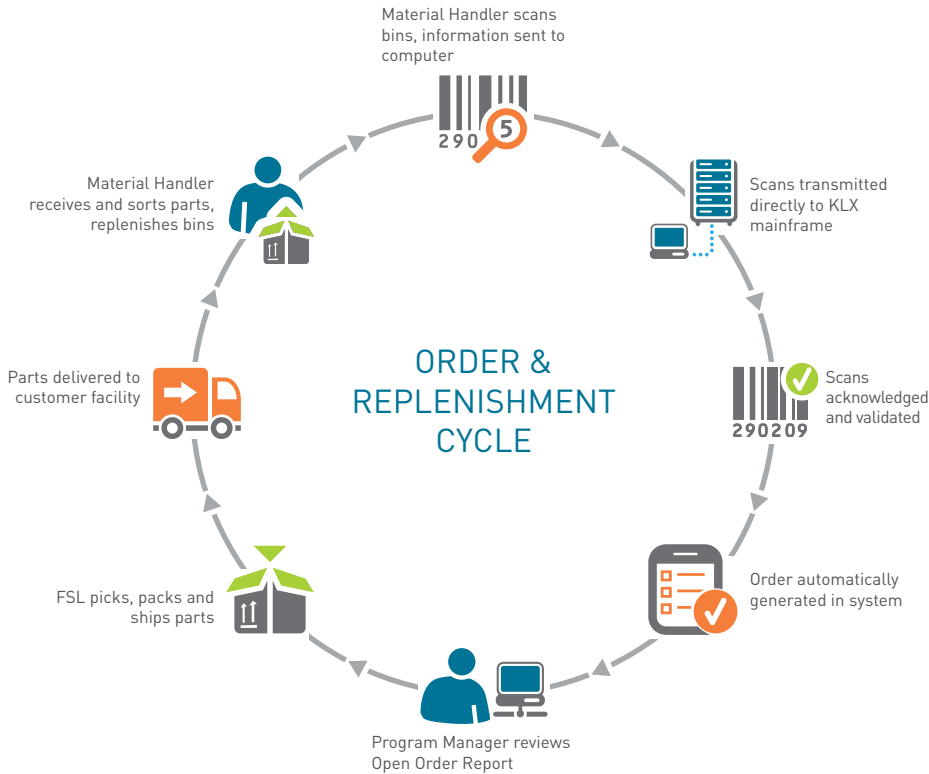 Material Handler scans
bins, information sent to
computer
290
5
Scans transmitted
directly to KLX
mainframe
Scans
acknowledged
and validated
290209
Order automatically
generated in system
Program Manager reviews
Open Order Report
FSL picks, packs and
ships parts
Parts delivered to
customer facility
Material Handler
receives and sorts parts,
replenishes bins
ORDER &
REPLENISHMENT
CYCLE